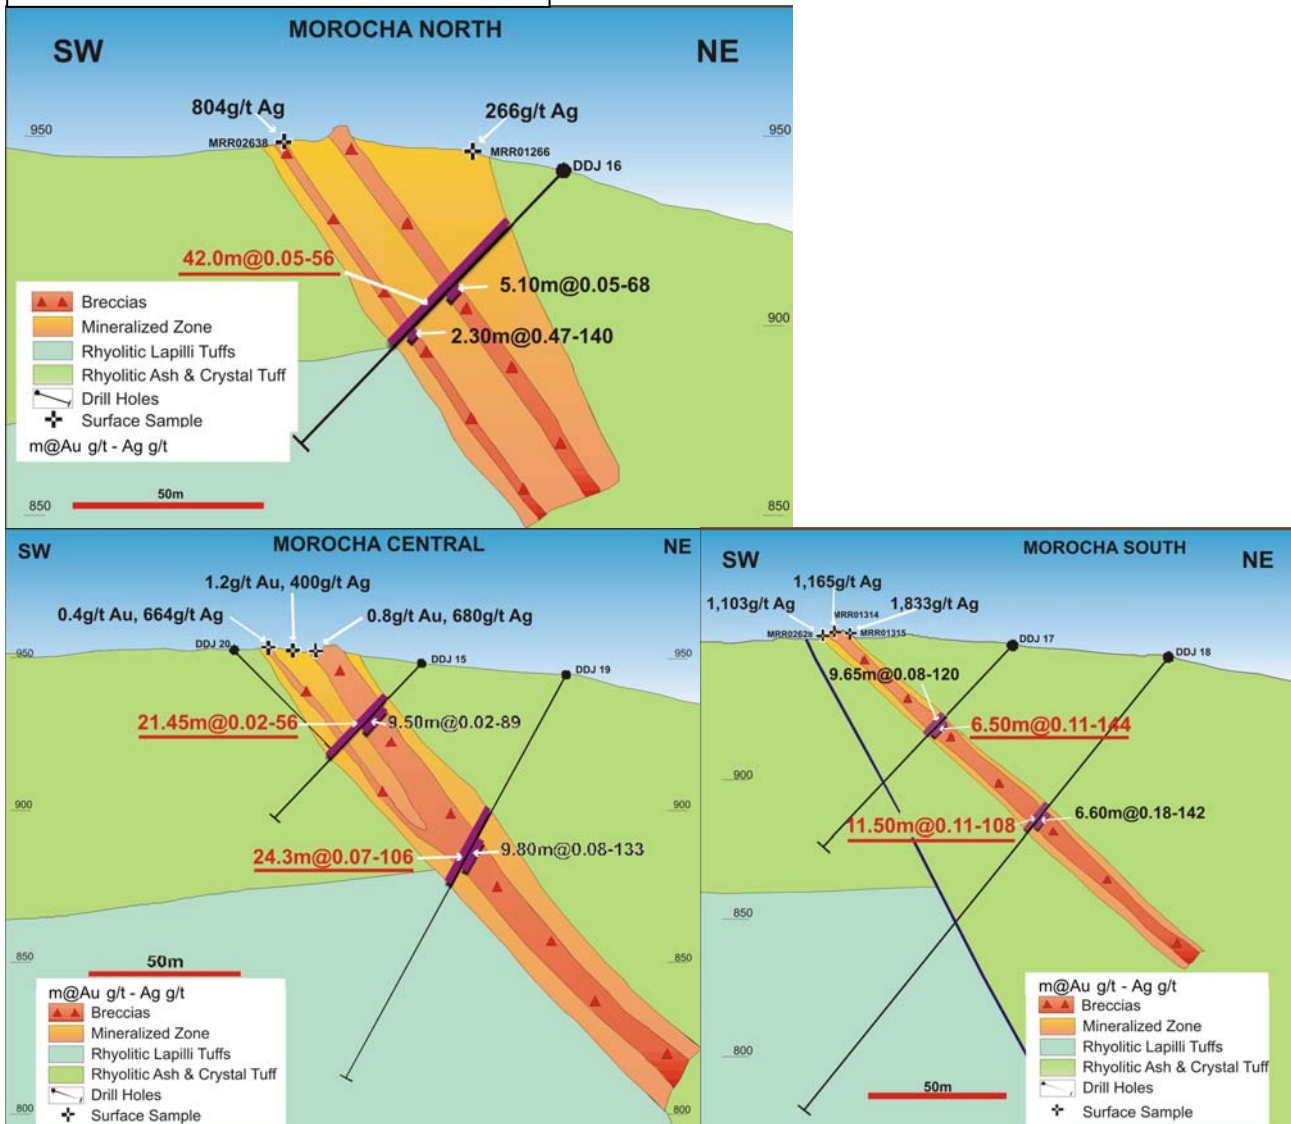 MOROCHA NORTH
SW
NE
804g/t Ag
266g/t Ag
950
950
MRR02638
MRR01266
DDJ 16
42.0m@0.05-56
5.10m@0.05-68
2.30m@0.47-140
900
Breccias
Mineralized Zone
Rhyolitic Lapilli Tuffs
Rhyolitic Ash & Crystal Tuff
Drill Holes
Surface Sample
m@Au g/t - Ag g/t
50m
850
850
MOROCHA CENTRAL
SW
NE
1.2g/t Au, 400g/t Ag
0.4g/t Au, 664g/t Ag
0.8g/t Au, 680g/t Ag
DDJ 20
950
DDJ 15
DDJ 19
950
21.45m@0.02-56
9.50m@0.02-89
900
900
24.3m@0.07-106
9.80m@0.08-133
850
850
50m
m@Au g/t - Ag g/t
Breccias
Mineralized Zone
Rhyolitic Lapilli Tuffs
Rhyolitic Ash & Crystal Tuff
Drill Holes
Surface Sample
800
800
MOROCHA SOUTH
SW
NE
1,165g/t Ag
1,103g/t Ag
MRR01314
1,833g/t Ag
MRR01315
DDJ 17
DDJ 18
950
950
9.65m@0.08-120
6.50m@0.11-144
900
900
11.50m@0.11-108
6.60m@0.18-142
850
850
m@Au g/t - Ag g/t
Breccias
Mineralized Zone
Rhyolitic Lapilli Tuffs
Rhyolitic Ash & Crystal Tuff
Drill Holes
Surface Sample
50m
800
800